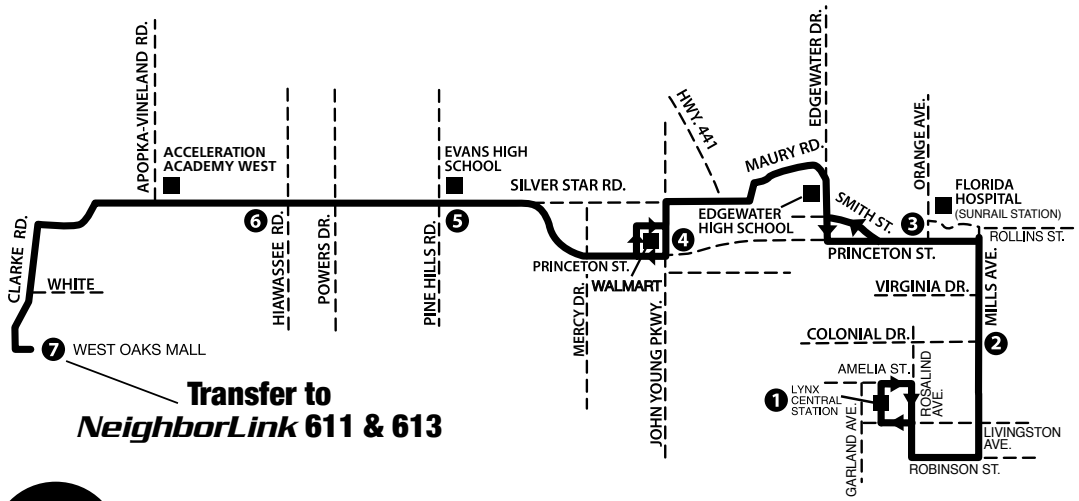 APOPKA-VINELAND RD.
ACCELERATION
ACADEMY WEST
EVANS HIGH
SCHOOL
SILVER STAR RD.
HWY. 441
MAURY RD.
EDGEWATER DR.
ORANGE AVE.
FLORIDA
HOSPITAL
(SUNRAIL STATION)
ROLLINS ST.
EDGEWATER
HIGH SCHOOL
SMITH ST.
3
PRINCETON ST.
CLARKE RD.
WHITE
6
HIAWASSEE RD.
POWERS DR.
5
PINE HILLS RD.
PRINCETON ST.
4
WALMART
MERCY DR.
JOHN YOUNG PKWY.
VIRGINIA DR.
MILLS AVE.
COLONIAL DR.
2
7 WEST OAKS MALL
Transfer to
NeighborLink 611 & 613
AMELIA ST.
1
LYNX
CENTRAL
STATION
ROSALIND
AVE.
GARLAND AVE.
LIVINGSTON
AVE.
ROBINSON ST.